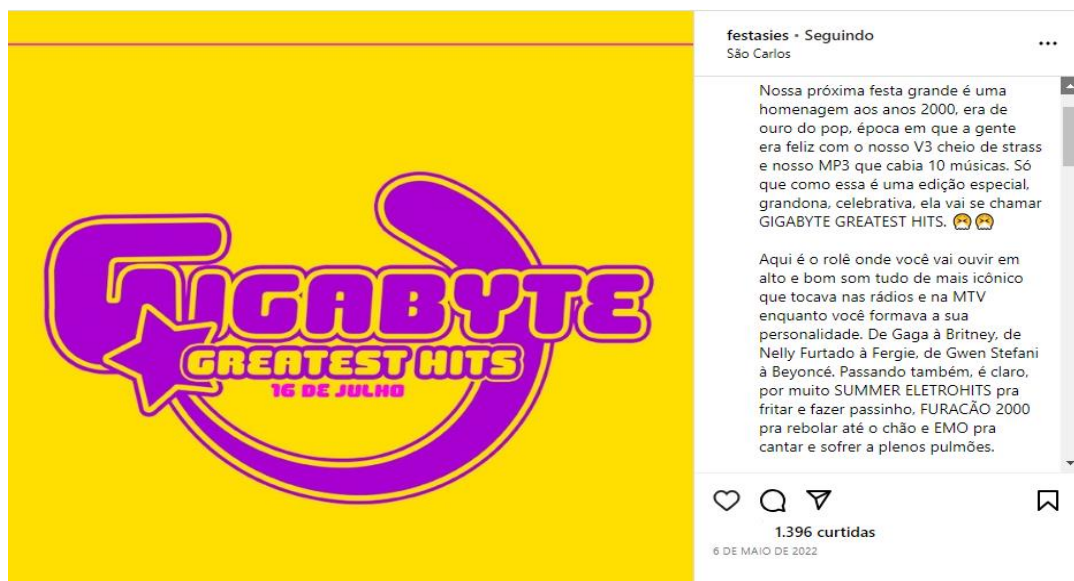 GIGABYTE
GREATEST HITS
16 DE JULHO
festasies • Seguindo
São Carlos
Nossa próxima festa grande é uma
homenagem aos anos 2000, era de
ouro do pop, época em que a gente
era feliz com o nosso V3 cheio de strass
e nosso MP3 que cabia 10 músicas. Só
que como essa é uma edição especial,
grandona, celebrativa, ela vai se chamar
GIGABYTE GREATEST HITS. 😬😬
Aqui é o rolê onde você vai ouvir em
alto e bom som tudo de mais icônico
que tocava nas rádios e na MTV
enquanto você formava a sua
personalidade. De Gaga à Britney, de
Nelly Furtado à Fergie, de Gwen Stefani
à Beyoncé. Passando também, é claro,
por muito SUMMER ELETROHITS pra
fritar e fazer passinho, FURACÃO 2000
pra rebolar até o chão e EMO pra
cantar e sofrer a plenos pulmões.
1.396 curtidas
6 DE MAIO DE 2022